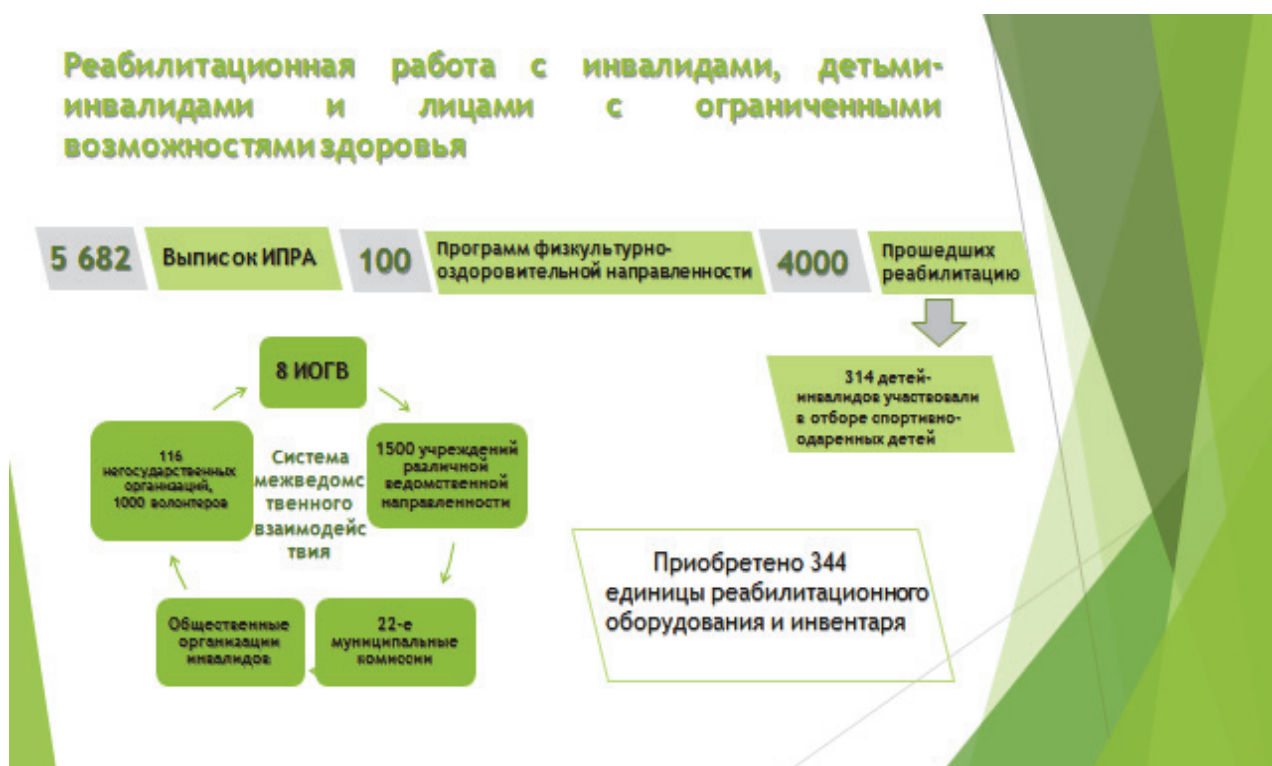 Реабилитационная работа с инвалидами, детьми-
инвалидами и лицами с ограниченными
возможностями здоровья
5 682
Выписок ИПРА
100
Программ физкультурно-
оздоровительной направленности
4000
Прошедших
реабилитацию
314 детей-
инвалидов участвовали
в отборе спортивно-
одаренных детей
8 ИОГВ
1500 учреждений
различной
ведомственной
направленности
22-е
муниципальные
комиссии
Общественные
организации
инвалидов
116
негосударственных
организаций,
1000 волонтеров
Система
межведомс
твенного
взаимодейс
твия
Приобретено 344
единицы реабилитационного
оборудования и инвентаря